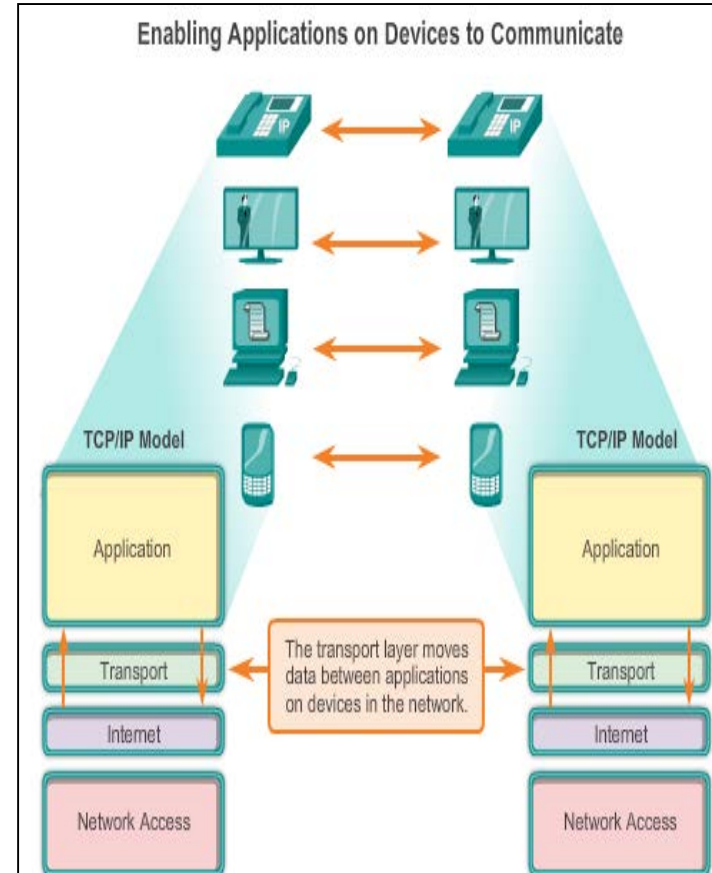 Enabling Applications on Devices to Communicate
IP
IP
TCP/IP Model
TCP/IP Model
Application
Application
The transport layer moves
data between applications
on devices in the network.
Transport
Transport
Internet
Internet
Network Access
Network Access